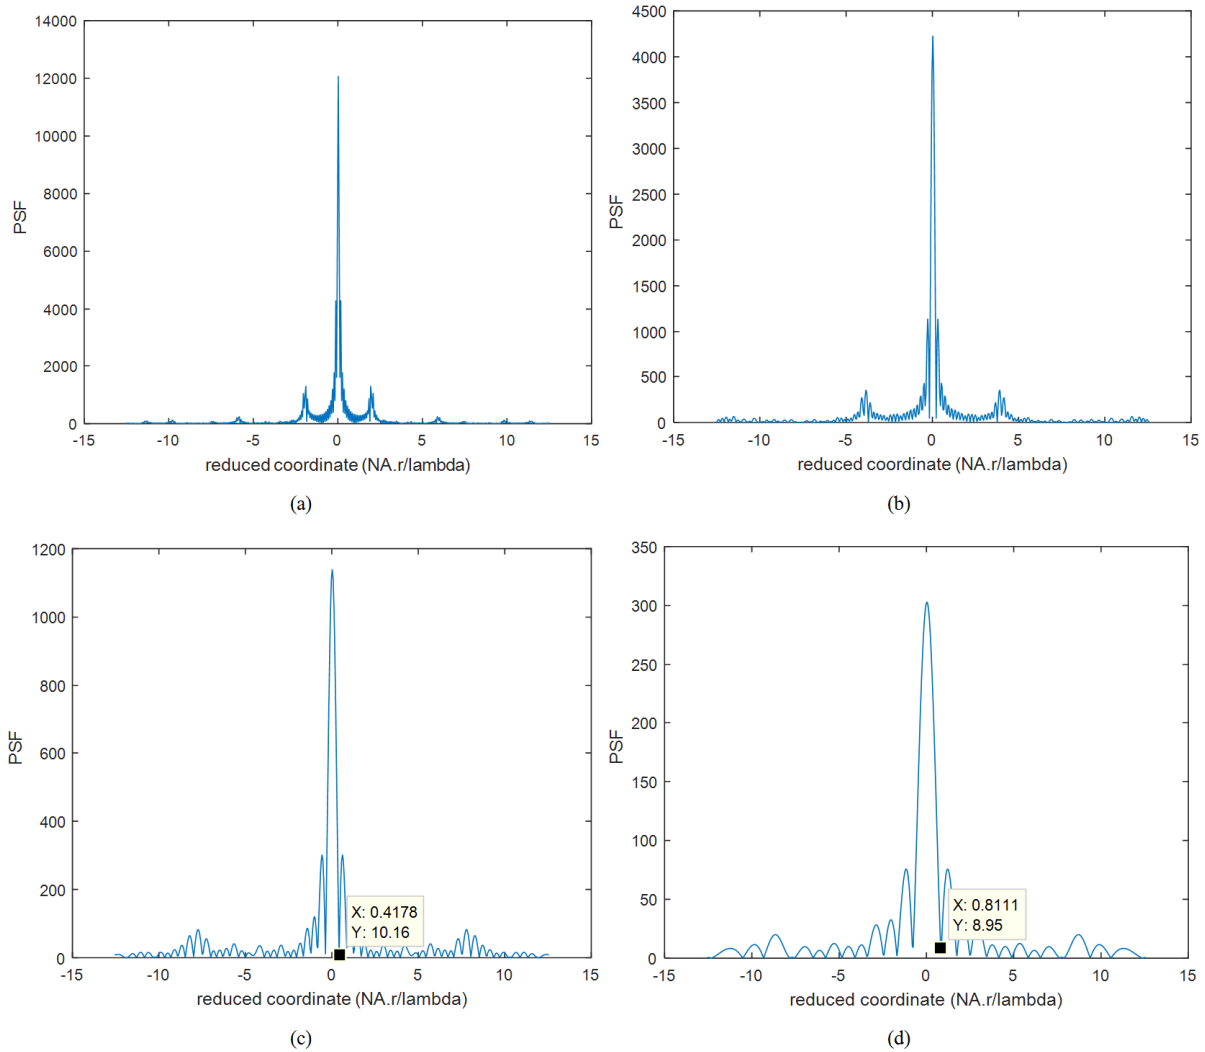 14000
12000
10000
8000
6000
4000
2000
0
PSF
-15 -10 -5 0 5 10 15
reduced coordinate (NA.r/lambda)
(a)
4500
4000
3500
3000
2500
2000
1500
1000
500
0
PSF
-15 -10 -5 0 5 10 15
reduced coordinate (NA.r/lambda)
(b)
1200
1000
800
600
400
200
0
PSF
X: 0.4178
Y: 10.16
-15 -10 -5 0 5 10 15
reduced coordinate (NA.r/lambda)
(c)
350
300
250
200
150
100
50
0
PSF
X: 0.8111
Y: 8.95
-15 -10 -5 0 5 10 15
reduced coordinate (NA.r/lambda)
(d)